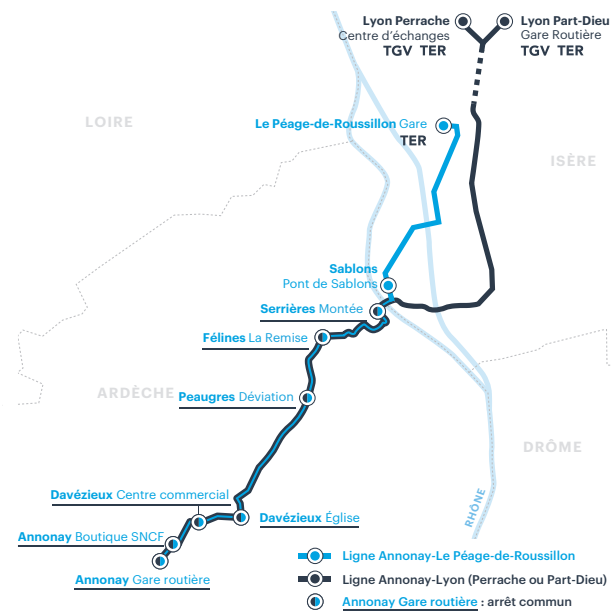 Lyon Perrache
Centre d'échanges
TGV TER
Lyon Part-Dieu
Gare Routière
TGV TER
LOIRE
Le Péage-de-Roussillon Gare
TER
ISÈRE
Sablons
Pont de Sablons
Serrières Montée
Félines La Remise
ARDÈCHE
Peaugres Déviation
DRÔME
Davézieux Centre commercial
RHÔNE
Davézieux Église
Annonay Boutique SNCF
Annonay Gare routière
Ligne Annonay-Le Péage-de-Roussillon
Ligne Annonay-Lyon (Perrache ou Part-Dieu)
Annonay Gare routière : arrêt commun